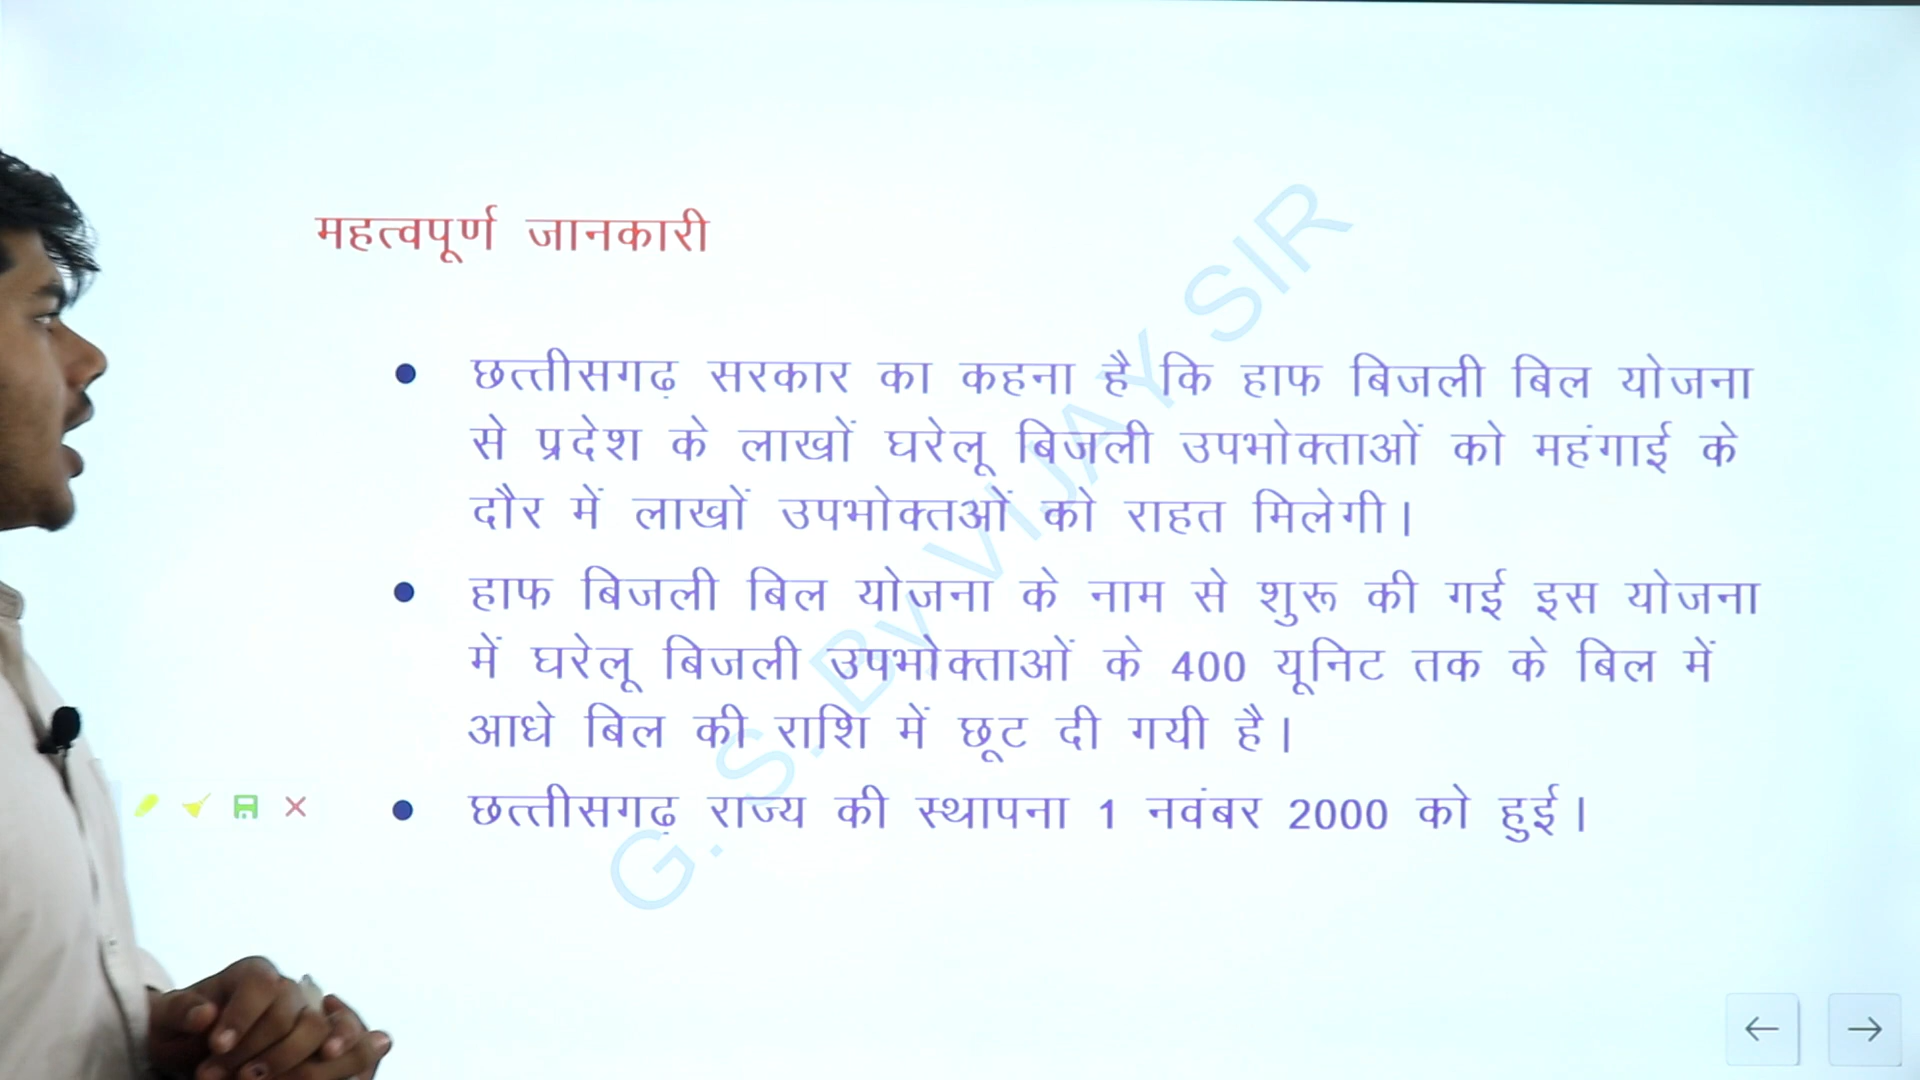 महत्वपूर्ण जानकारी
● छत्तीसगढ़ सरकार का कहना है कि हाफ बिजली बिल योजना
से प्रदेश के लाखों घरेलू बिजली उपभोक्ताओं को महंगाई के
दौर में लाखों उपभोक्तओं को राहत मिलेगी।
● हाफ बिजली बिल योजना के नाम से शुरू की गई इस योजना
में घरेलू बिजली उपभोक्ताओं के 400 यूनिट तक के बिल में
आधे बिल की राशि में छूट दी गयी है।
● छत्तीसगढ़ राज्य की स्थापना 1 नवंबर 2000 को हुई।
G. S. By VIJAY SIR